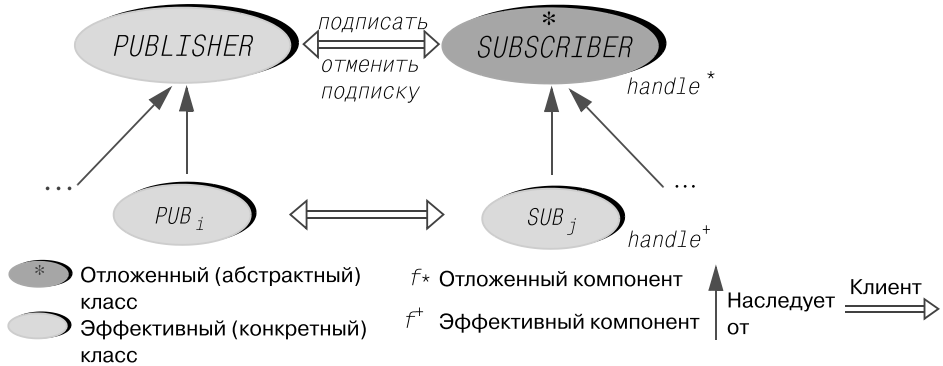 PUBLISHER
подписать
отменить
подписку
*
SUBSCRIBER
handle*
...
...
PUB i
SUB j
handle+
* Отложенный (абстрактный)
класс
Эффективный (конкретный)
класс
f* Отложенный компонент
f+ Эффективный компонент
Наследует
от
Клиент